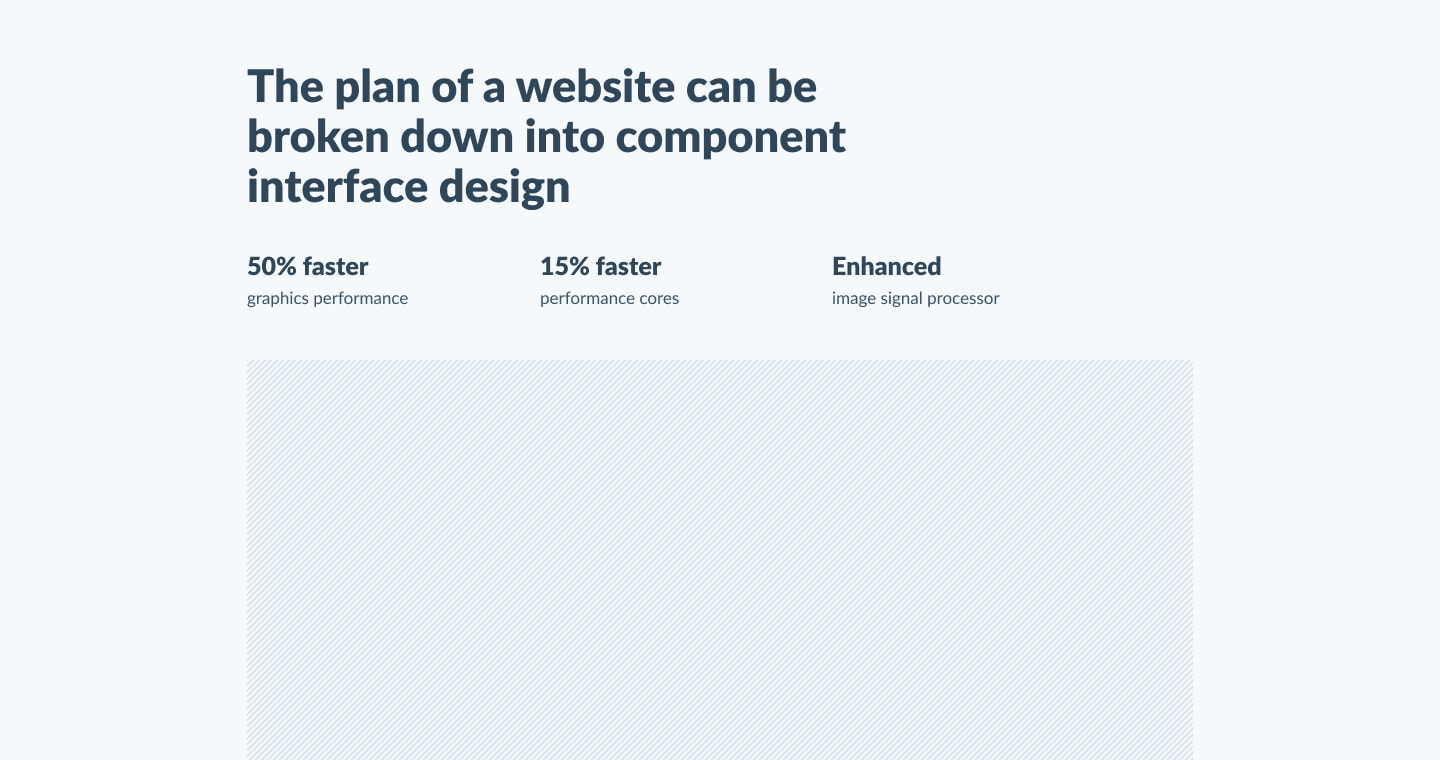 The plan of a website can be
broken down into component
interface design
50% faster
graphics performance
15% faster
performance cores
Enhanced
image signal processor